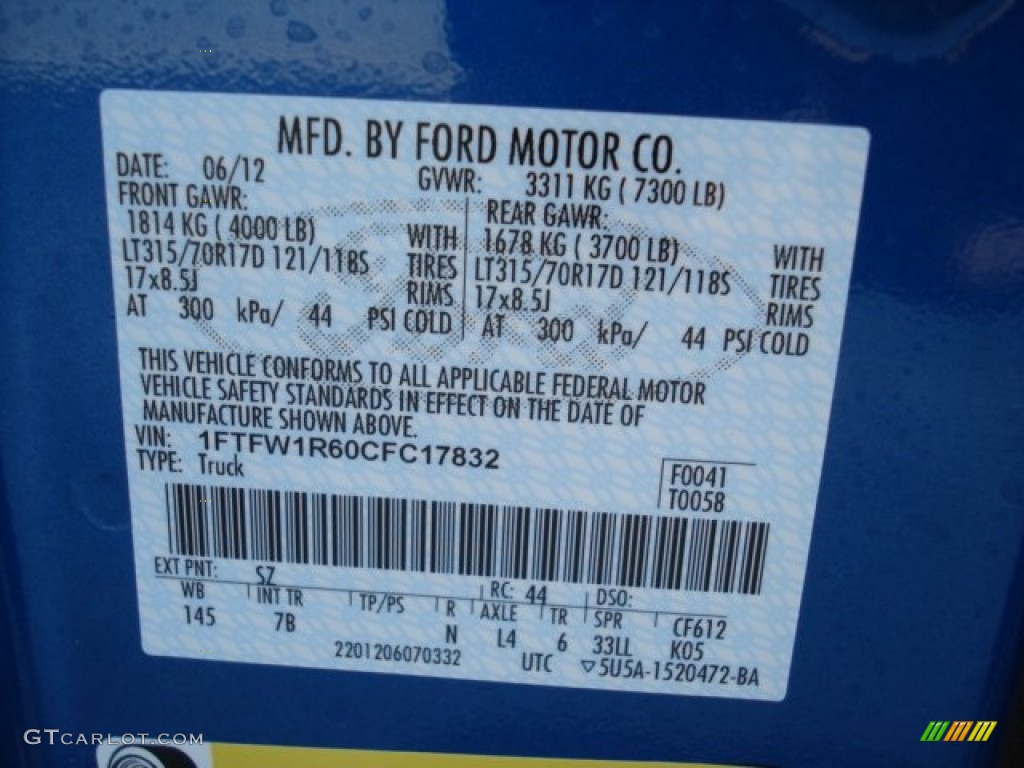 MFD. BY FORD MOTOR CO.
DATE: 06/12 GVWR: 3311 KG ( 7300 LB)
FRONT GAWR: REAR GAWR:
1814 KG ( 4000 LB) WITH 1678 KG ( 3700 LB) WITH
LT315/70R17D 121/118S TIRES LT315/70R17D 121/118S TIRES
17x8.5J RIMS 17x8.5J RIMS
AT 300 kPa/ 44 PSI COLD AT 300 kPa/ 44 PSI COLD
THIS VEHICLE CONFORMS TO ALL APPLICABLE FEDERAL MOTOR
VEHICLE SAFETY STANDARDS IN EFFECT ON THE DATE OF
MANUFACTURE SHOWN ABOVE.
VIN: 1FTFW1R60CFC17832
TYPE: Truck F0041
T0058
EXT PNT: SZ RC: 44 DSO:
WB INT TR TP/PS R AXLE TR SPR CF612
145 7B N L4 6 33LL K05
2201206070332 UTC ▽5U5A-1520472-BA
GTCARLOT.COM